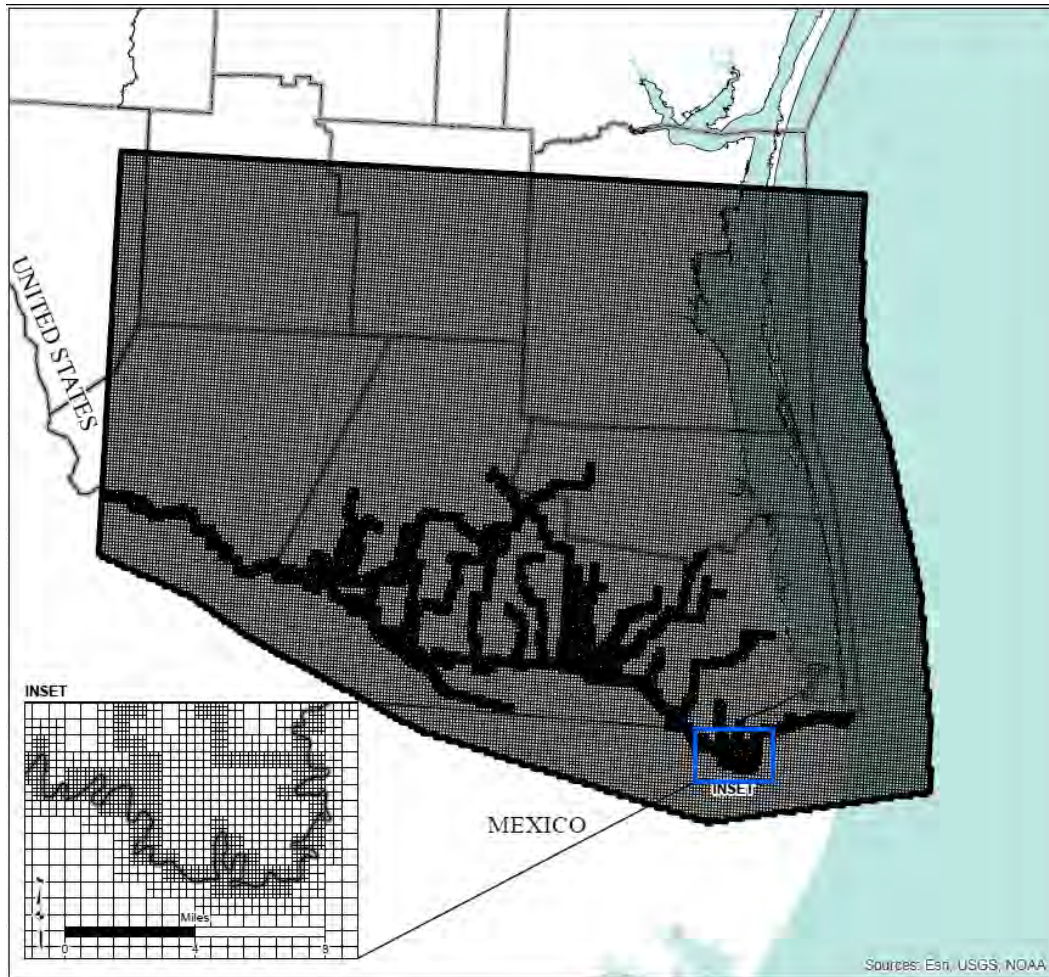 UNITED STATES
INSET
MEXICO
INSET
Miles
0 4 8
Sources: Esri, USGS, NOAA